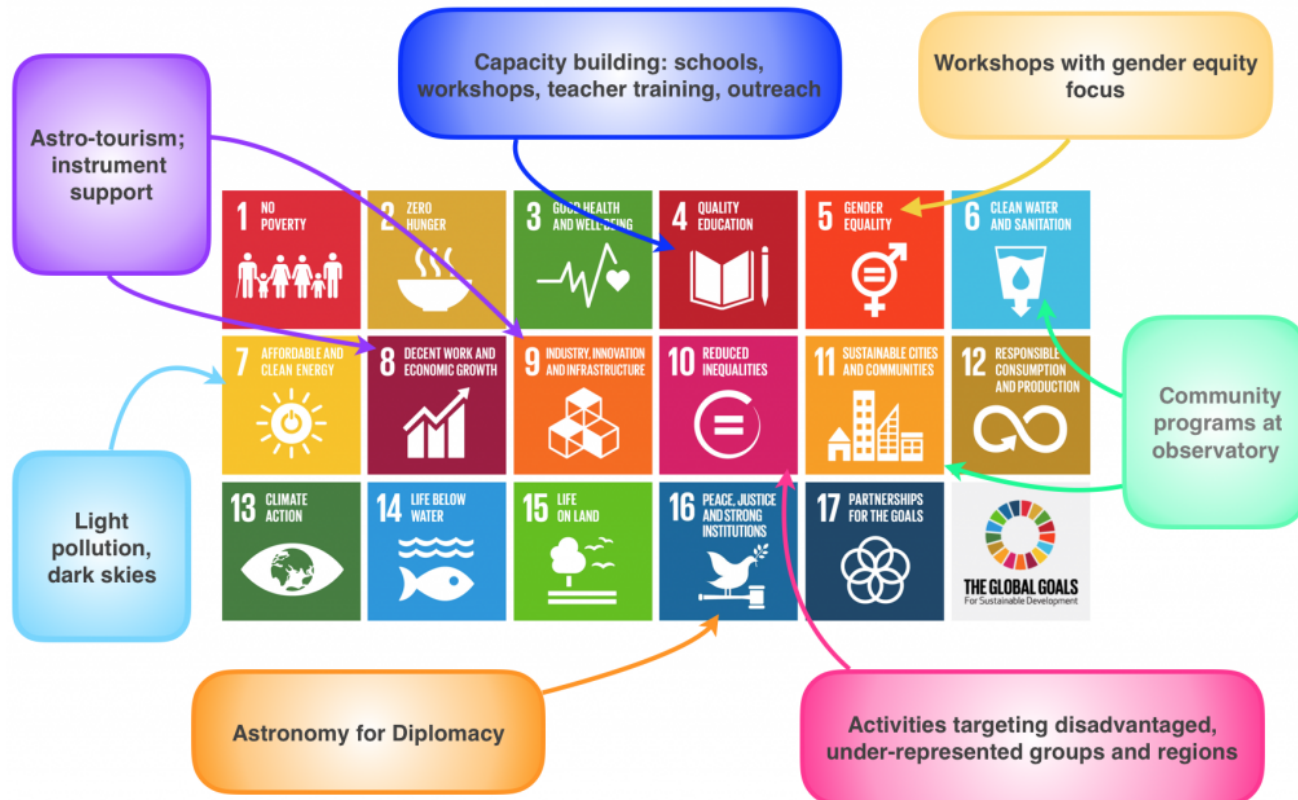 Capacity building: schools,
workshops, teacher training, outreach
Workshops with gender equity
focus
Astro-tourism;
instrument
support
1 NO
POVERTY
2 ZERO
HUNGER
3 GOOD HEALTH
AND WELL-BEING
4 QUALITY
EDUCATION
5 GENDER
EQUALITY
6 CLEAN WATER
AND SANITATION
7 AFFORDABLE AND
CLEAN ENERGY
8 DECENT WORK AND
ECONOMIC GROWTH
9 INDUSTRY, INNOVATION
AND INFRASTRUCTURE
10 REDUCED
INEQUALITIES
11 SUSTAINABLE CITIES
AND COMMUNITIES
12 RESPONSIBLE
CONSUMPTION
AND PRODUCTION
Community
programs at
observatory
Light
pollution,
dark skies
13 CLIMATE
ACTION
14 LIFE BELOW
WATER
15 LIFE
ON LAND
16 PEACE, JUSTICE
AND STRONG
INSTITUTIONS
17 PARTNERSHIPS
FOR THE GOALS
THE GLOBAL GOALS
For Sustainable Development
Astronomy for Diplomacy
Activities targeting disadvantaged,
under-represented groups and regions